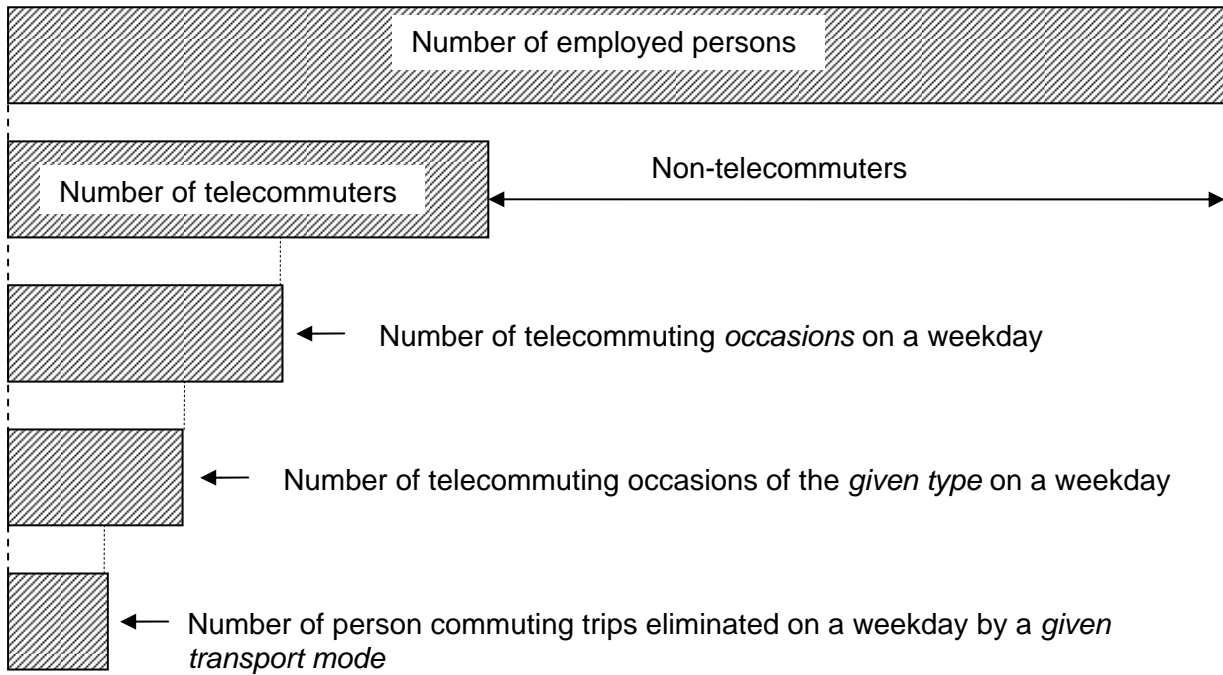 Number of employed persons
Non-telecommuters
Number of telecommuters
Number of telecommuting occasions on a weekday
Number of telecommuting occasions of the given type on a weekday
Number of person commuting trips eliminated on a weekday by a given
transport mode